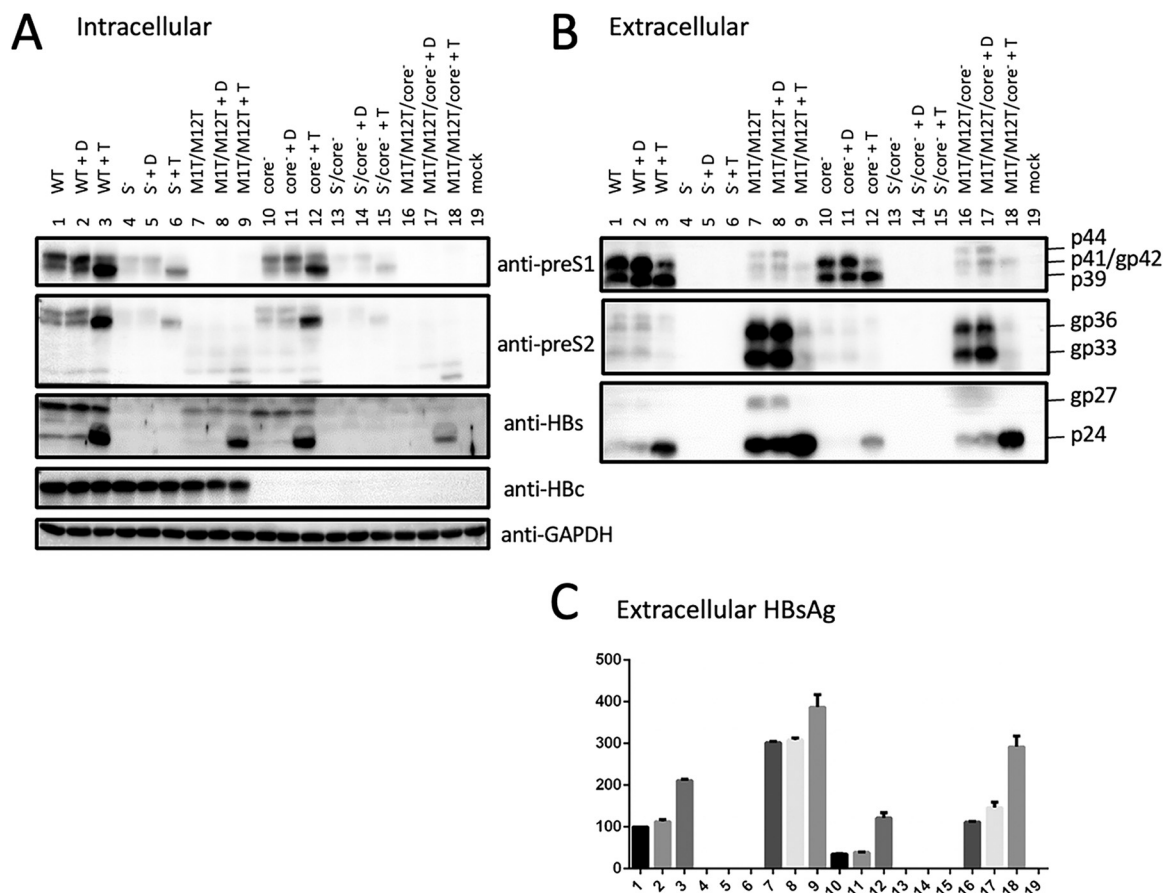 A Intracellular
WT
WT + D
WT + T
S-
S- + D
S- + T
M1T/M12T
M1T/M12T + D
M1T/M12T + T
core-
core- + D
core- + T
S-/core-
S-/core- + D
S-/core- + T
M1T/M12T/core-
M1T/M12T/core- + D
M1T/M12T/core- + T
mock
1 2 3 4 5 6 7 8 9 10 11 12 13 14 15 16 17 18 19
anti-preS1
anti-preS2
anti-HBs
anti-HBc
anti-GAPDH
B Extracellular
WT
WT + D
WT + T
S-
S- + D
S- + T
M1T/M12T
M1T/M12T + D
M1T/M12T + T
core-
core- + D
core- + T
S-/core-
S-/core- + D
S-/core- + T
M1T/M12T/core-
M1T/M12T/core- + D
M1T/M12T/core- + T
mock
1 2 3 4 5 6 7 8 9 10 11 12 13 14 15 16 17 18 19
p44
p41/gp42
p39
gp36
gp33
gp27
p24
C Extracellular HBsAg
500
400
300
200
100
0
1 2 3 4 5 6 7 8 9 10 11 12 13 14 15 16 17 18 19